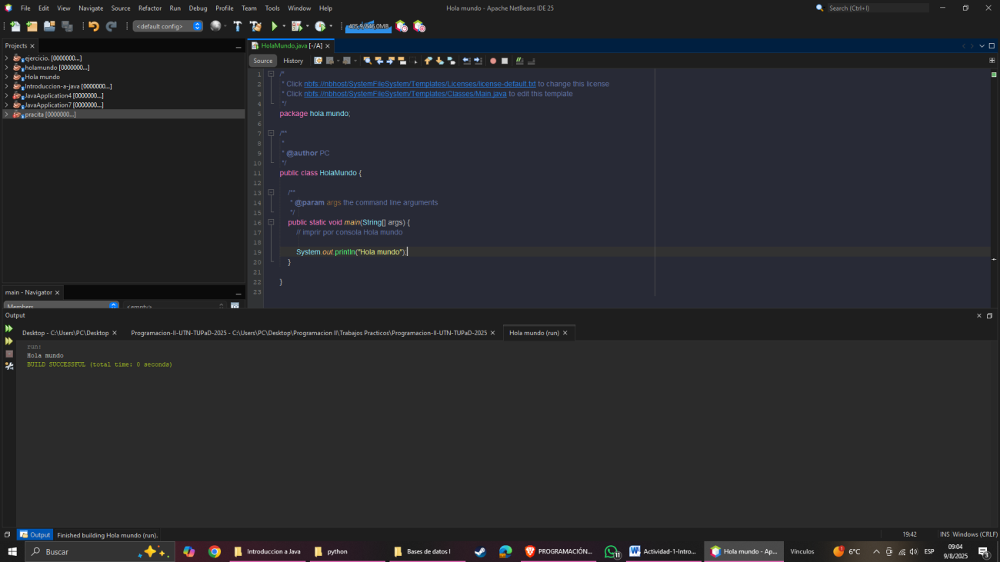 File Edit View Navigate Source Refactor Run Debug Profile Team Tools Window Help Hola mundo - Apache NetBeans IDE 25 Search (Ctrl+I)
<default config> 405.9/846.0MB
Projects
HolaMundo.java [-/A]
ejercicio. [0000000...]
holamundo [0000000...]
Hola mundo
introduccion-a-java [0000000...]
JavaApplication4 [0000000...]
JavaApplication7 [0000000...]
pracita [0000000...]
Source History
1 /*
2 * Click nbfs://nbhost/SystemFileSystem/Templates/Licenses/license-default.txt to change this license
3 * Click nbfs://nbhost/SystemFileSystem/Templates/Classes/Main.java to edit this template
4 */
5 package hola.mundo;
6
7 /**
8 *
9 * @author PC
10 */
11 public class HolaMundo {
12
13 /**
14 * @param args the command line arguments
15 */
16 public static void main(String[] args) {
17 // imprir por consola Hola mundo
18
19 System.out.println("Hola mundo");
20 }
21
22 }
23
main - Navigator
Members <empty>
Output
Desktop - C:\Users\PC\Desktop Programacion-II-UTN-TUPaD-2025 - C:\Users\PC\Desktop\Programacion II\Trabajos Practicos\Programacion-II-UTN-TUPaD-2025 Hola mundo (run)
run:
Hola mundo
BUILD SUCCESSFUL (total time: 0 seconds)
Output Finished building Hola mundo (run). 19:42 INS Windows (CRLF)
Buscar Introduccion a Java python Bases de datos I PROGRAMACIÓN... 11 Actividad-1-Intro... Hola mundo - Ap... Vínculos 6°C ESP 09:04
9/8/2025 3